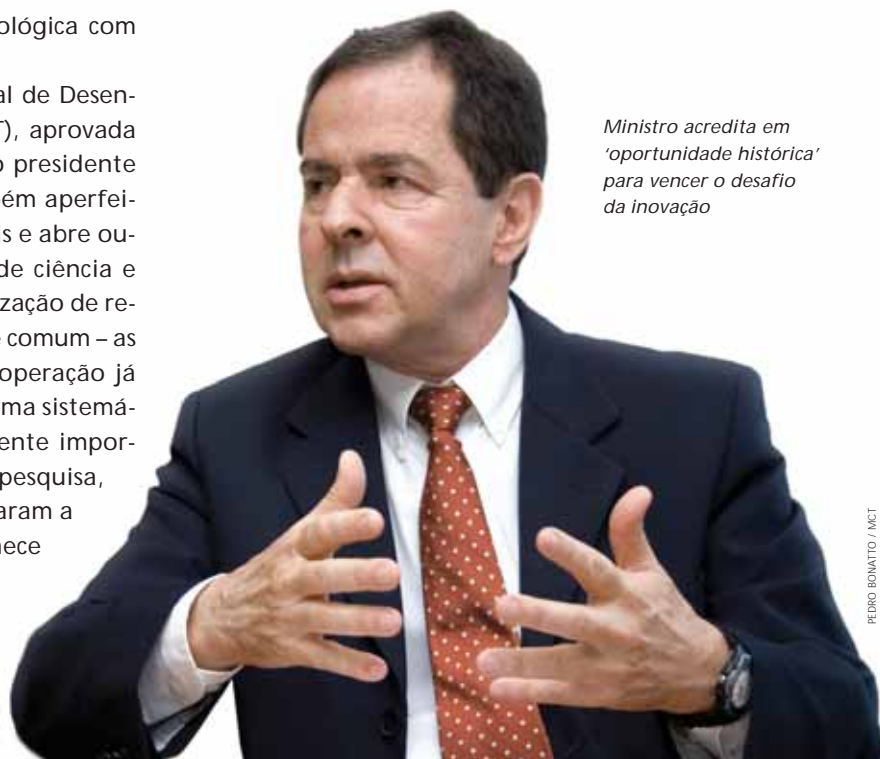 ológica com
al de Desen-
T), aprovada
o presidente
bém aperfei-
s e abre ou-
de ciência e
zação de re-
e comum – as
operação já
ma sistemá-
ente impor-
pesquisa,
aram a
nece
Ministro acredita em
‘oportunidade histórica’
para vencer o desafio
da inovação
PEDRO BONATTO / MCT